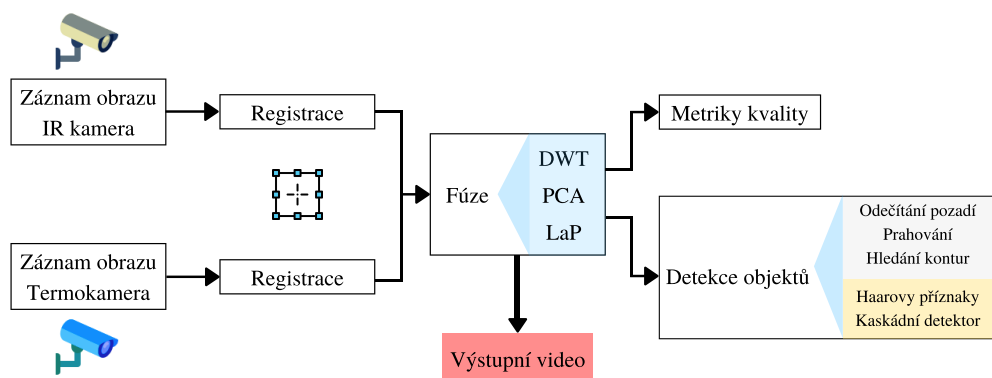 Záznam obrazu
IR kamera
Registrace
Záznam obrazu
Termokamera
Registrace
Fúze
DWT
PCA
LaP
Výstupní video
Metriky kvality
Detekce objektů
Odečítání pozadí
Prahování
Hledání kontur
Haarovy příznaky
Kaskádní detektor